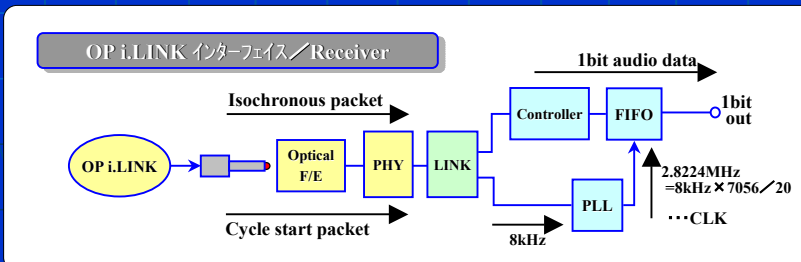 OP i.LINK インターフェイス／Receiver
1bit audio data
Isochronous packet
OP i.LINK
Optical
F/E
PHY
LINK
Controller
FIFO
1bit
out
PLL
2.8224MHz
=8kHz×7056／20
…CLK
8kHz
Cycle start packet